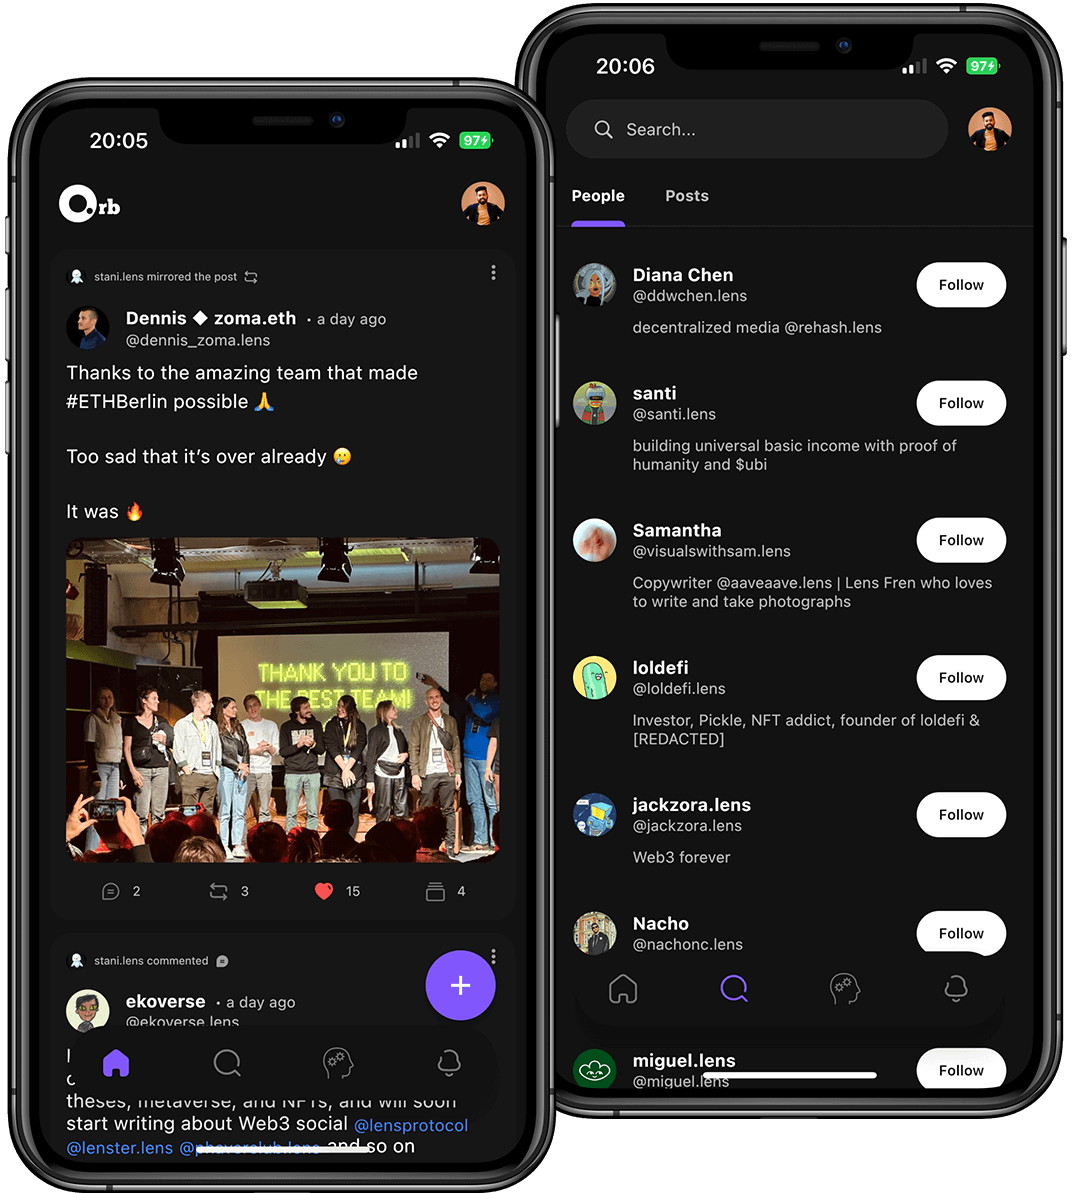 20:05
97
Orb
stani.lens mirrored the post
Dennis ◆ zoma.eth • a day ago
@dennis_zoma.lens
Thanks to the amazing team that made
#ETHBerlin possible 🙏
Too sad that it's over already 🥲
It was 🔥
THANK YOU TO
THE BEST TEAM!
2 3 15 4
stani.lens commented
ekoverse • a day ago
@ekoverse.lens
theses, metaverse, and NFTs, and will soon
start writing about Web3 social @lensprotocol
@lenster.lens @phaverclub.lens and so on
20:06
97
Search...
People Posts
Diana Chen
@ddwchen.lens
Follow
decentralized media @rehash.lens
santi
@santi.lens
Follow
building universal basic income with proof of
humanity and $ubi
Samantha
@visualswithsam.lens
Follow
Copywriter @aaveaave.lens | Lens Fren who loves
to write and take photographs
loldefi
@loldefi.lens
Follow
Investor, Pickle, NFT addict, founder of loldefi &
[REDACTED]
jackzora.lens
@jackzora.lens
Follow
Web3 forever
Nacho
@nachonc.lens
Follow
miguel.lens
@miguel.lens
Follow